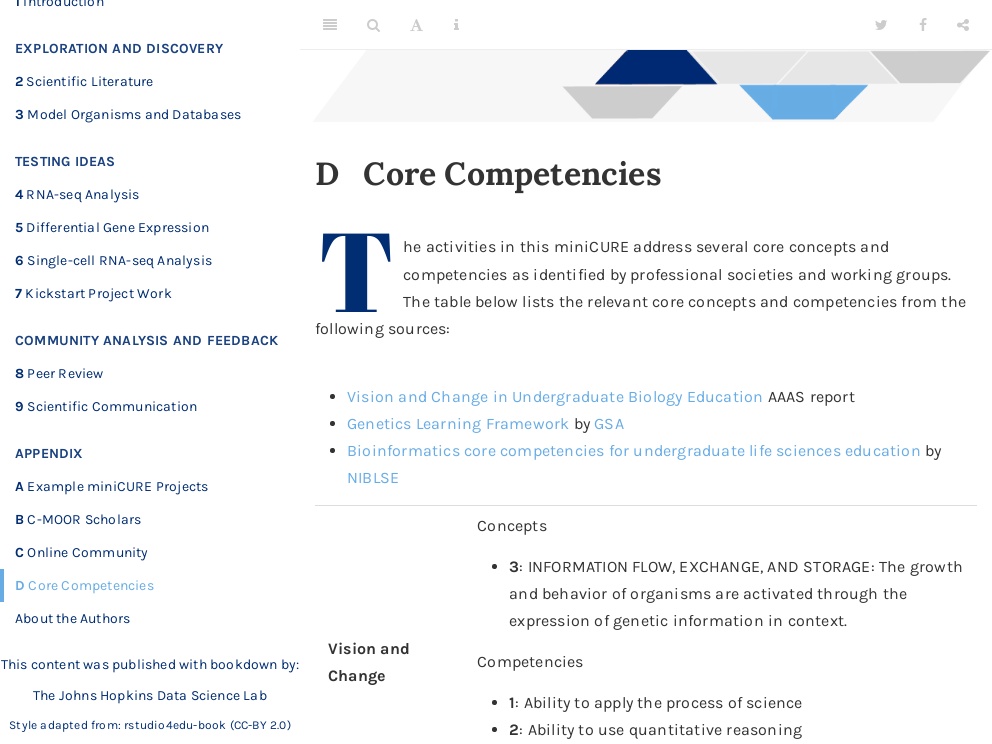 1 Introduction
EXPLORATION AND DISCOVERY
2 Scientific Literature
3 Model Organisms and Databases
TESTING IDEAS
4 RNA-seq Analysis
5 Differential Gene Expression
6 Single-cell RNA-seq Analysis
7 Kickstart Project Work
COMMUNITY ANALYSIS AND FEEDBACK
8 Peer Review
9 Scientific Communication
APPENDIX
A Example miniCURE Projects
B C-MOOR Scholars
C Online Community
D Core Competencies
About the Authors
This content was published with bookdown by:
The Johns Hopkins Data Science Lab
Style adapted from: rstudio4edu-book (CC-BY 2.0)
D Core Competencies
The activities in this miniCURE address several core concepts and
competencies as identified by professional societies and working groups.
The table below lists the relevant core concepts and competencies from the
following sources:
• Vision and Change in Undergraduate Biology Education AAAS report
• Genetics Learning Framework by GSA
• Bioinformatics core competencies for undergraduate life sciences education by
NIBLSE
Vision and
Change
Concepts
• 3: INFORMATION FLOW, EXCHANGE, AND STORAGE: The growth
and behavior of organisms are activated through the
expression of genetic information in context.
Competencies
• 1: Ability to apply the process of science
• 2: Ability to use quantitative reasoning